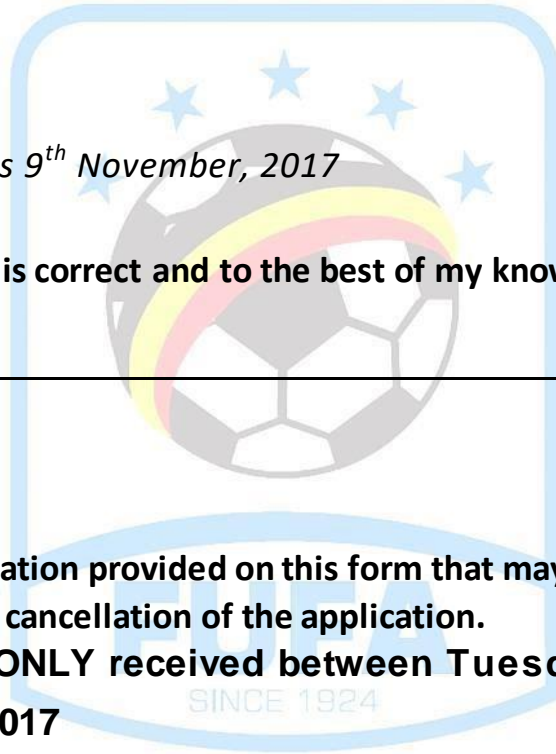 s 9th November, 2017
is correct and to the best of my know
ation provided on this form that may
cancellation of the application.
FUFA
ONLY received between Tuesd
SINCE 1924
017